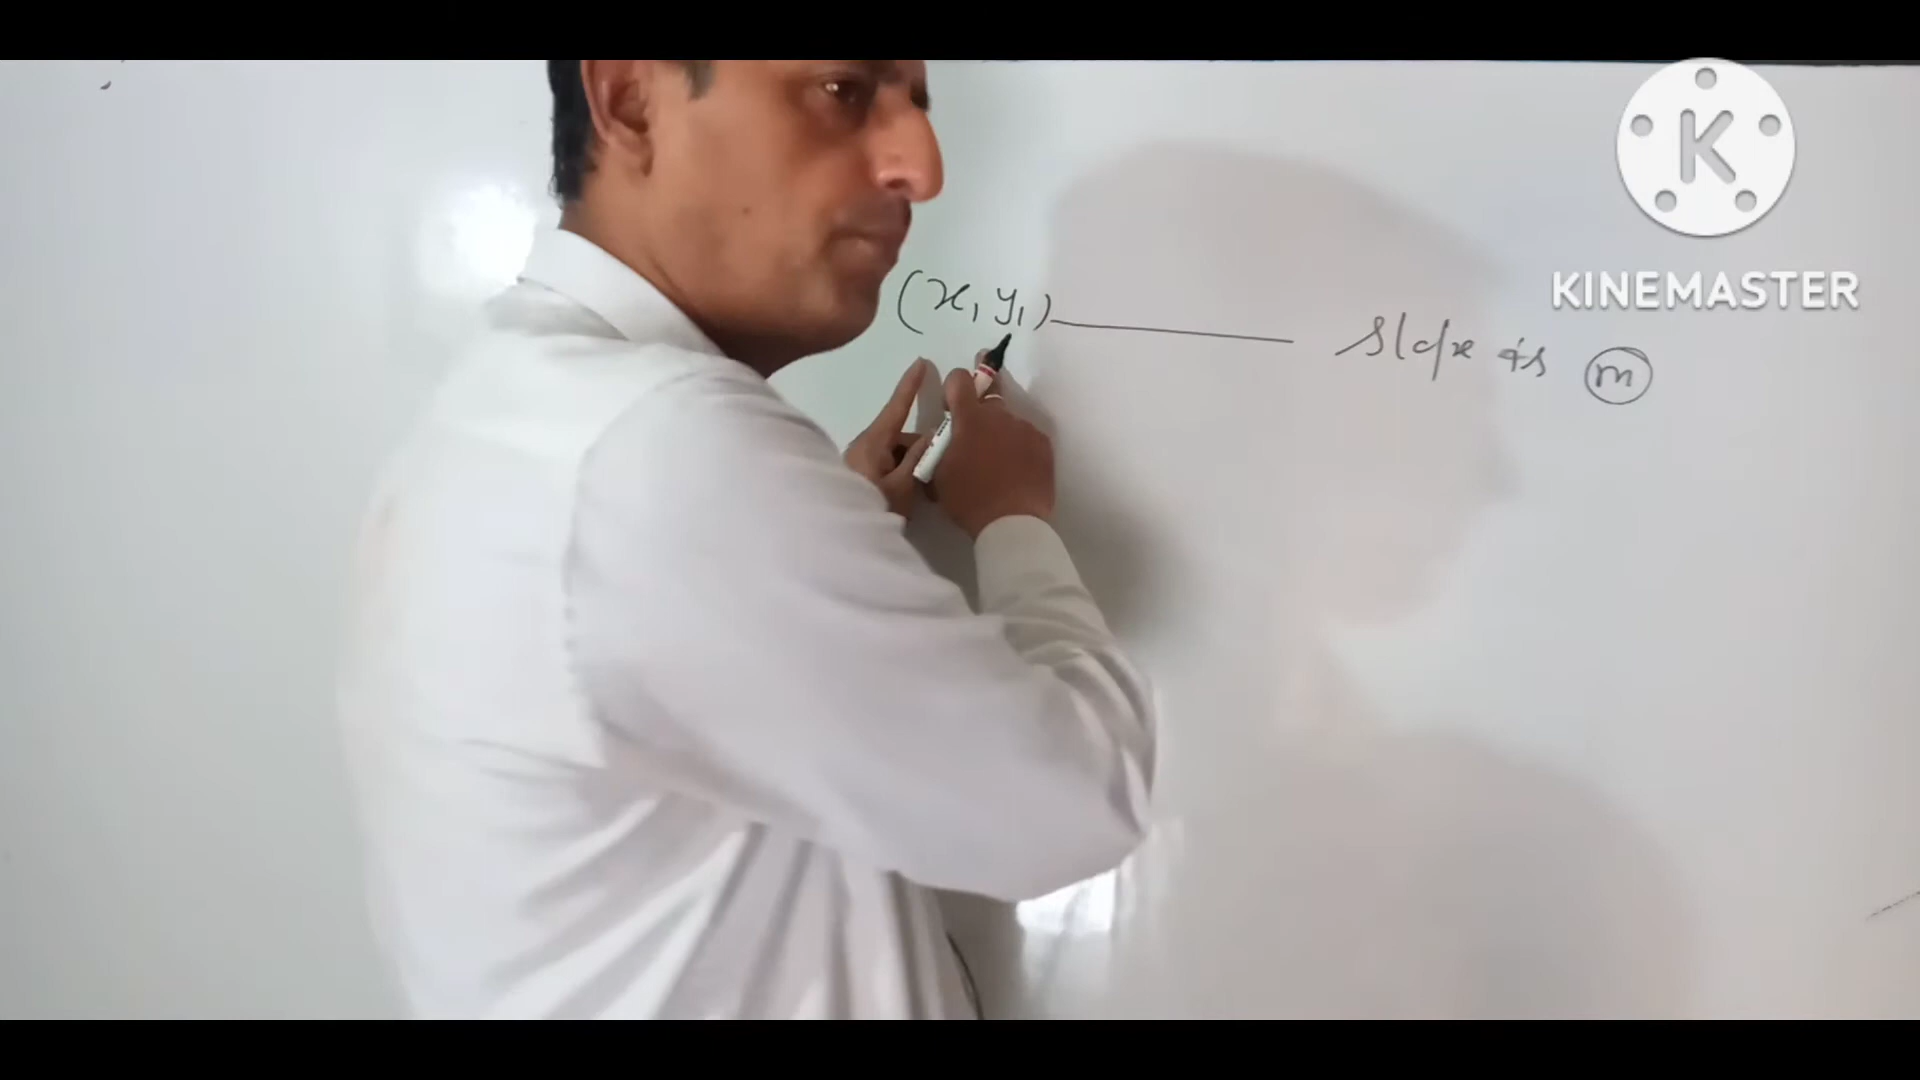 K
KINEMASTER
(x₁ y₁) ——— Slope is m